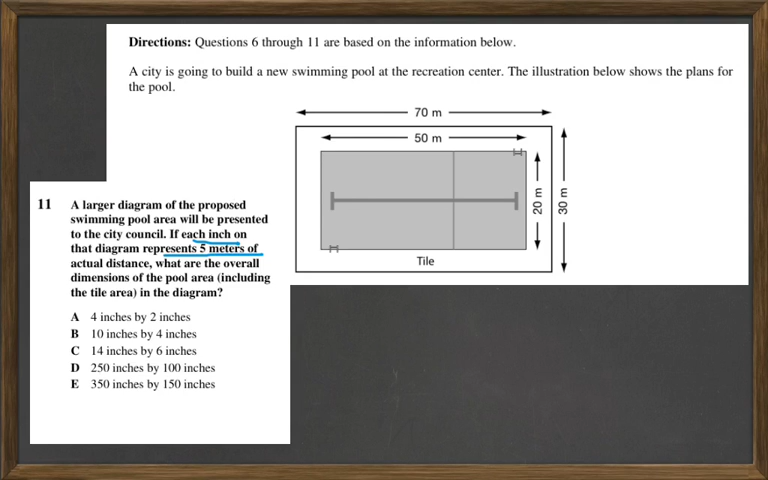 Directions: Questions 6 through 11 are based on the information below.
A city is going to build a new swimming pool at the recreation center. The illustration below shows the plans for
the pool.
70 m
50 m
20 m
30 m
Tile
11 A larger diagram of the proposed
swimming pool area will be presented
to the city council. If each inch on
that diagram represents 5 meters of
actual distance, what are the overall
dimensions of the pool area (including
the tile area) in the diagram?
A 4 inches by 2 inches
B 10 inches by 4 inches
C 14 inches by 6 inches
D 250 inches by 100 inches
E 350 inches by 150 inches